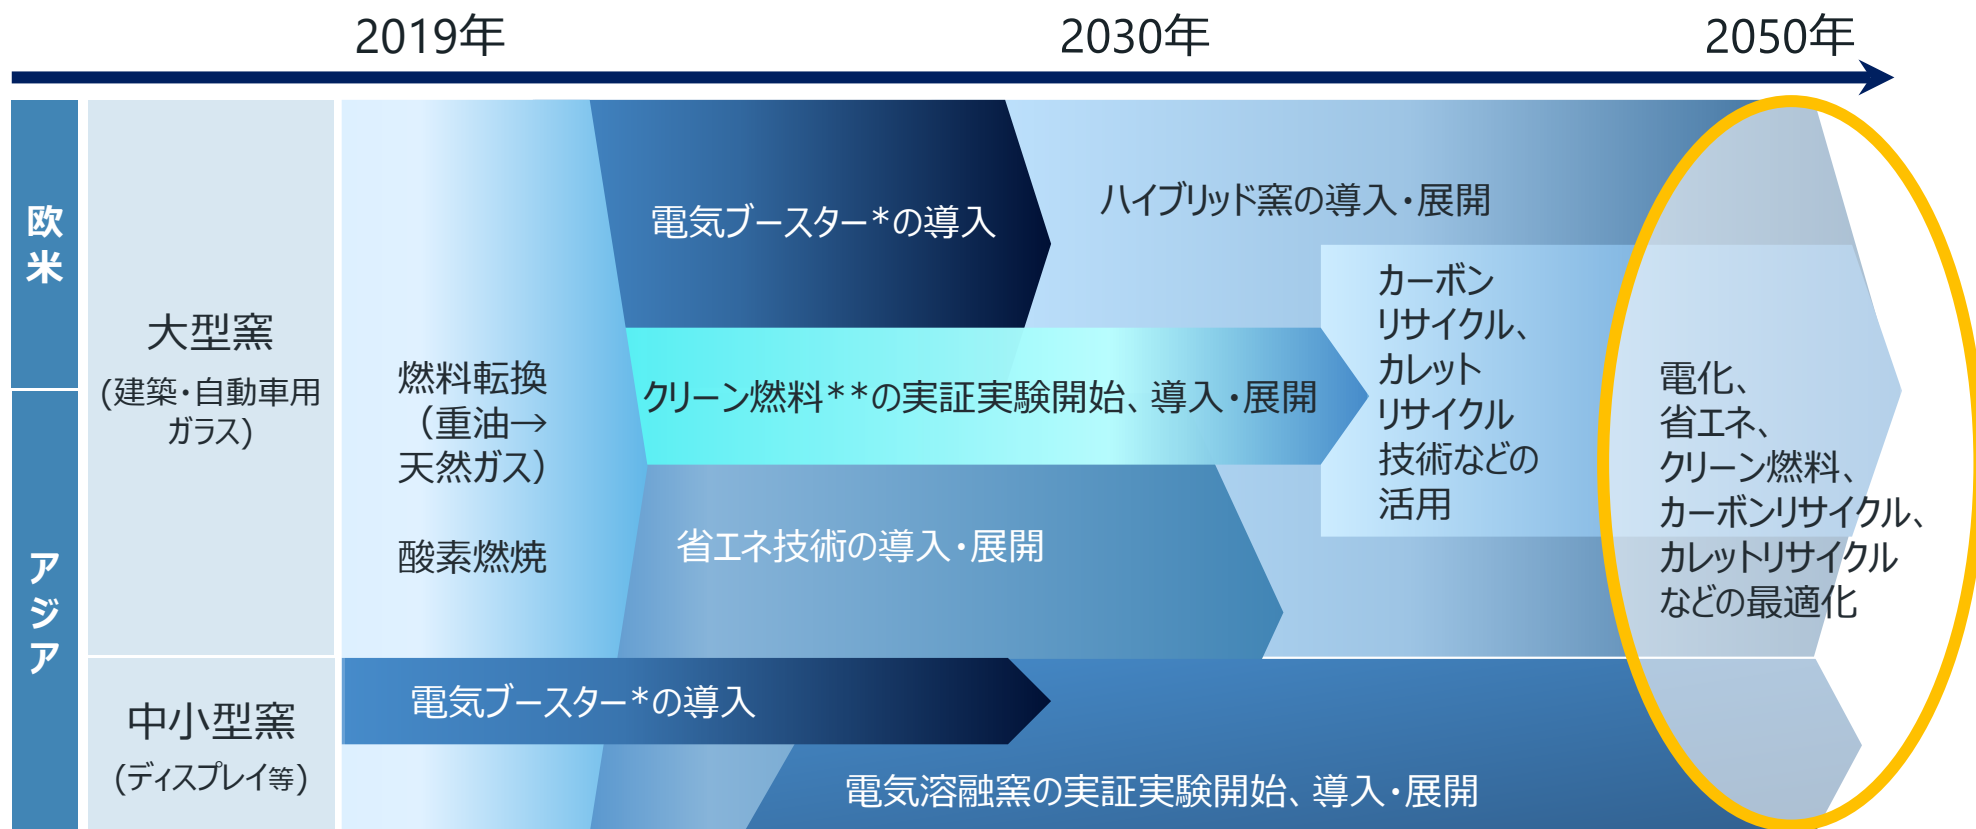 2019年
2030年
2050年
欧米
アジア
大型窯
(建築・自動車用
ガラス)
中小型窯
(ディスプレイ等)
燃料転換
（重油→
天然ガス）
酸素燃焼
電気ブースター*の導入
ハイブリッド窯の導入・展開
クリーン燃料**の実証実験開始、導入・展開
カーボン
リサイクル、
カレット
リサイクル
技術などの
活用
省エネ技術の導入・展開
電化、
省エネ、
クリーン燃料、
カーボンリサイクル、
カレットリサイクル
などの最適化
電気ブースター*の導入
電気溶融窯の実証実験開始、導入・展開